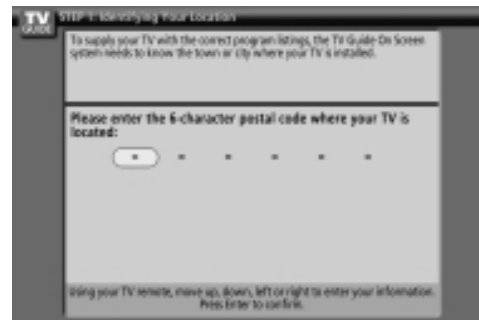 TV GUIDE
STEP 1: Identifying Your Location
To supply your TV with the correct program listings, the TV Guide On Screen
system needs to know the town or city where your TV is installed.
Please enter the 6-character postal code where your TV is
located:
Using your TV remote, move up, down, left or right to enter your information.
Press Enter to confirm.